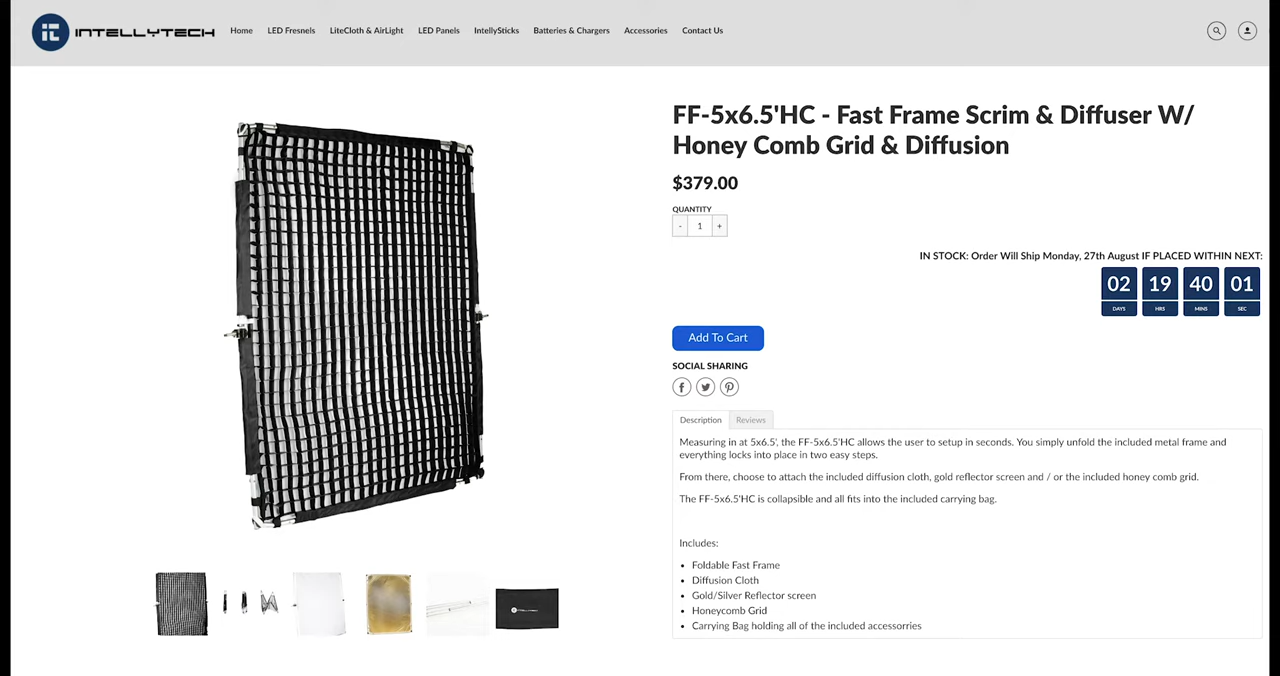 INTELLYTECH
Home LED Fresnels LiteCloth & AirLight LED Panels IntellySticks Batteries & Chargers Accessories Contact Us
FF-5x6.5'HC - Fast Frame Scrim & Diffuser W/
Honey Comb Grid & Diffusion
$379.00
QUANTITY
- 1 +
IN STOCK: Order Will Ship Monday, 27th August IF PLACED WITHIN NEXT:
02 19 40 01
DAYS HRS MINS SEC
Add To Cart
SOCIAL SHARING
Description Reviews
Measuring in at 5x6.5', the FF-5x6.5'HC allows the user to setup in seconds. You simply unfold the included metal frame and
everything locks into place in two easy steps.
From there, choose to attach the included diffusion cloth, gold reflector screen and / or the included honey comb grid.
The FF-5x6.5'HC is collapsible and all fits into the included carrying bag.
Includes:
Foldable Fast Frame
Diffusion Cloth
Gold/Silver Reflector screen
Honeycomb Grid
Carrying Bag holding all of the included accessorries
INTELLYTECH